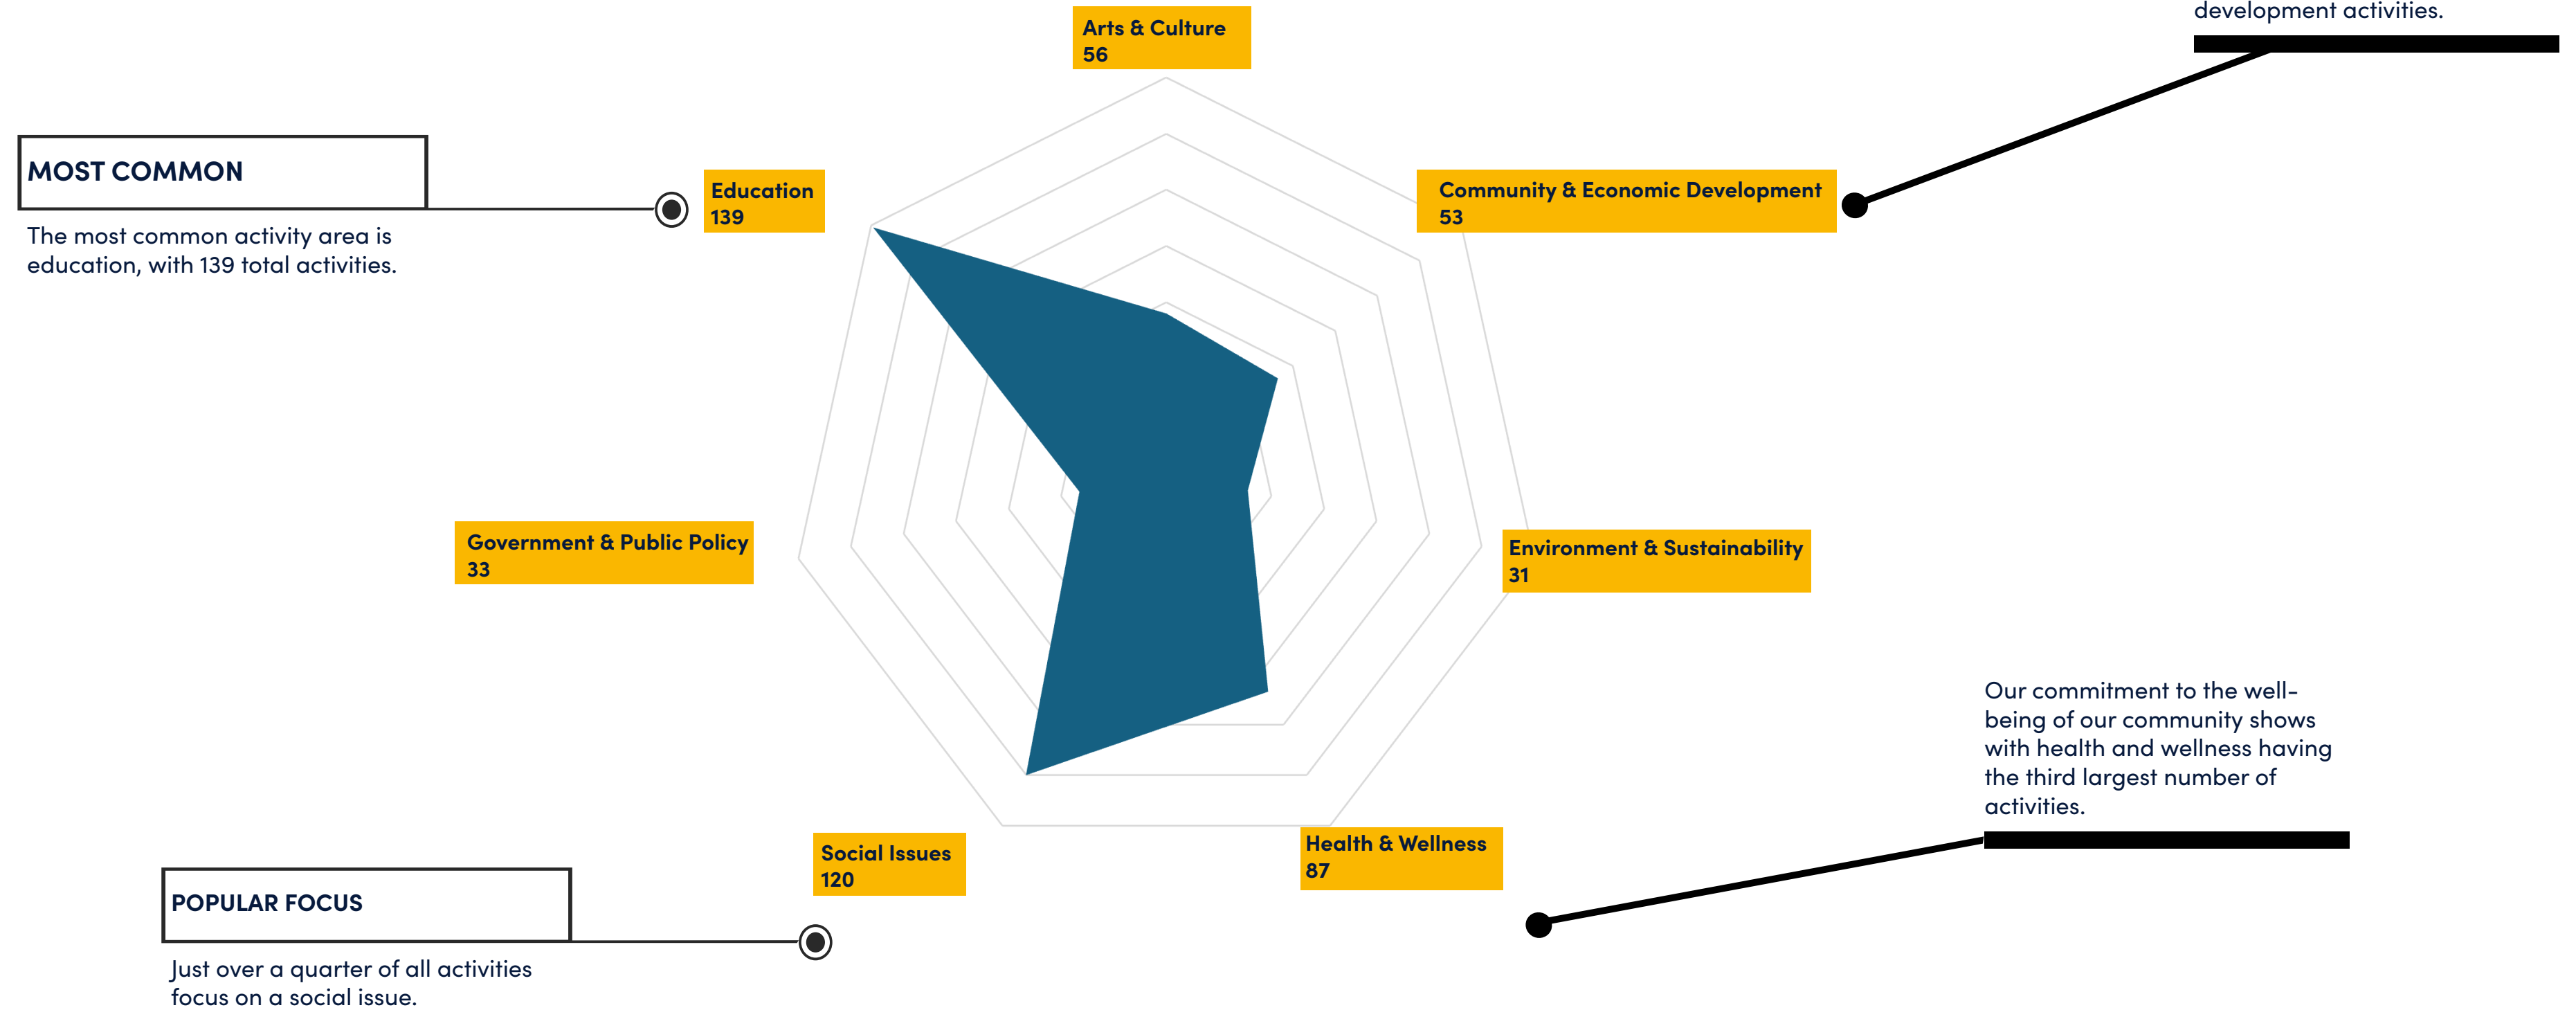 development activities.
Arts & Culture
56
MOST COMMON
The most common activity area is
education, with 139 total activities.
Education
139
Community & Economic Development
53
Government & Public Policy
33
Environment & Sustainability
31
Our commitment to the well-
being of our community shows
with health and wellness having
the third largest number of
activities.
Social Issues
120
Health & Wellness
87
POPULAR FOCUS
Just over a quarter of all activities
focus on a social issue.